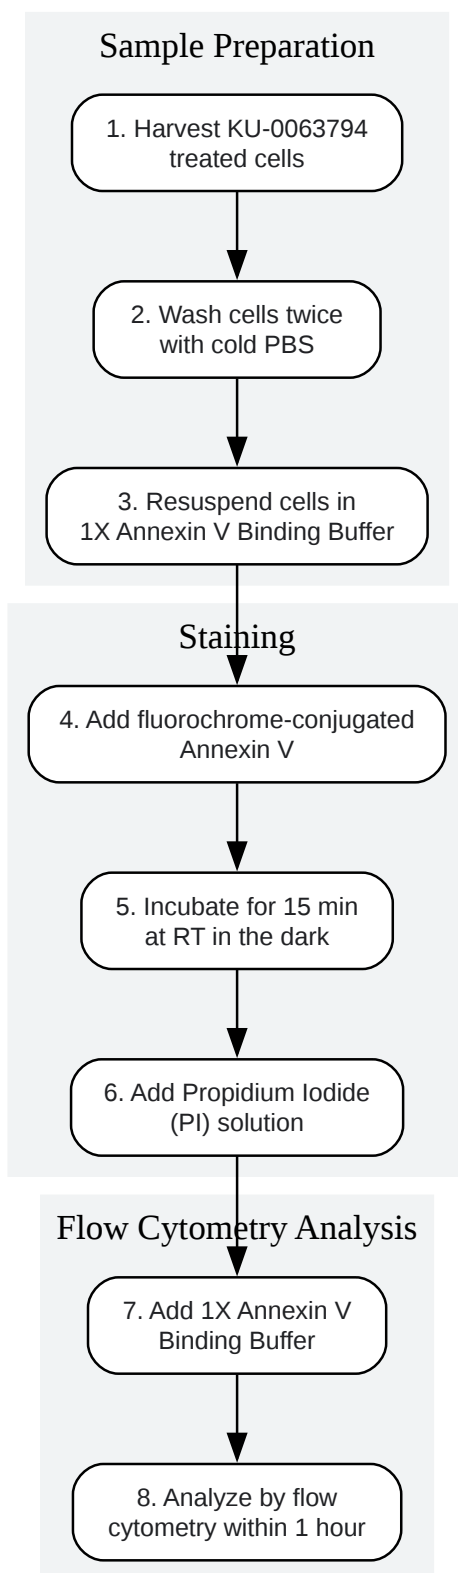 Sample Preparation
1. Harvest KU-0063794
treated cells
2. Wash cells twice
with cold PBS
3. Resuspend cells in
1X Annexin V Binding Buffer
Staining
4. Add fluorochrome-conjugated
Annexin V
5. Incubate for 15 min
at RT in the dark
6. Add Propidium Iodide
(PI) solution
Flow Cytometry Analysis
7. Add 1X Annexin V
Binding Buffer
8. Analyze by flow
cytometry within 1 hour